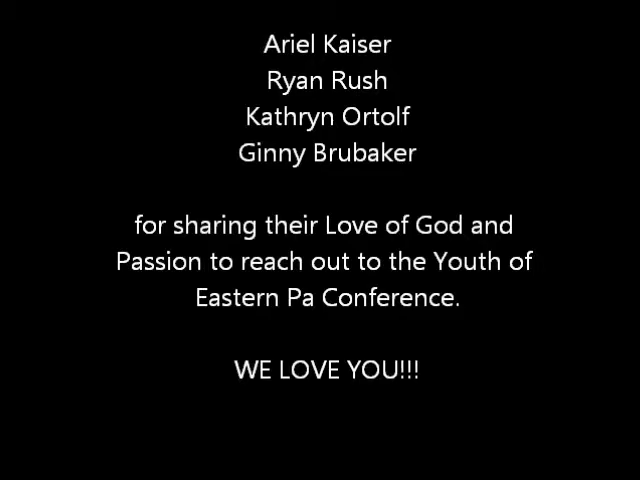 Ariel Kaiser
Ryan Rush
Kathryn Ortolf
Ginny Brubaker
for sharing their Love of God and
Passion to reach out to the Youth of
Eastern Pa Conference.
WE LOVE YOU!!!